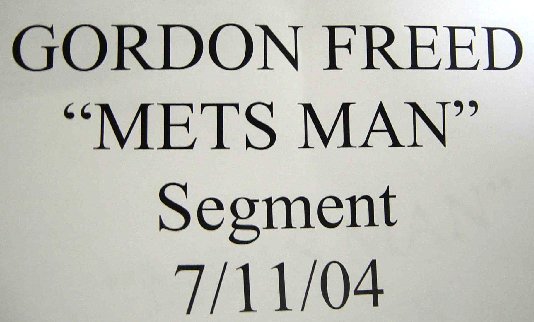 GORDON FREED
“METS MAN”
Segment
7/11/04